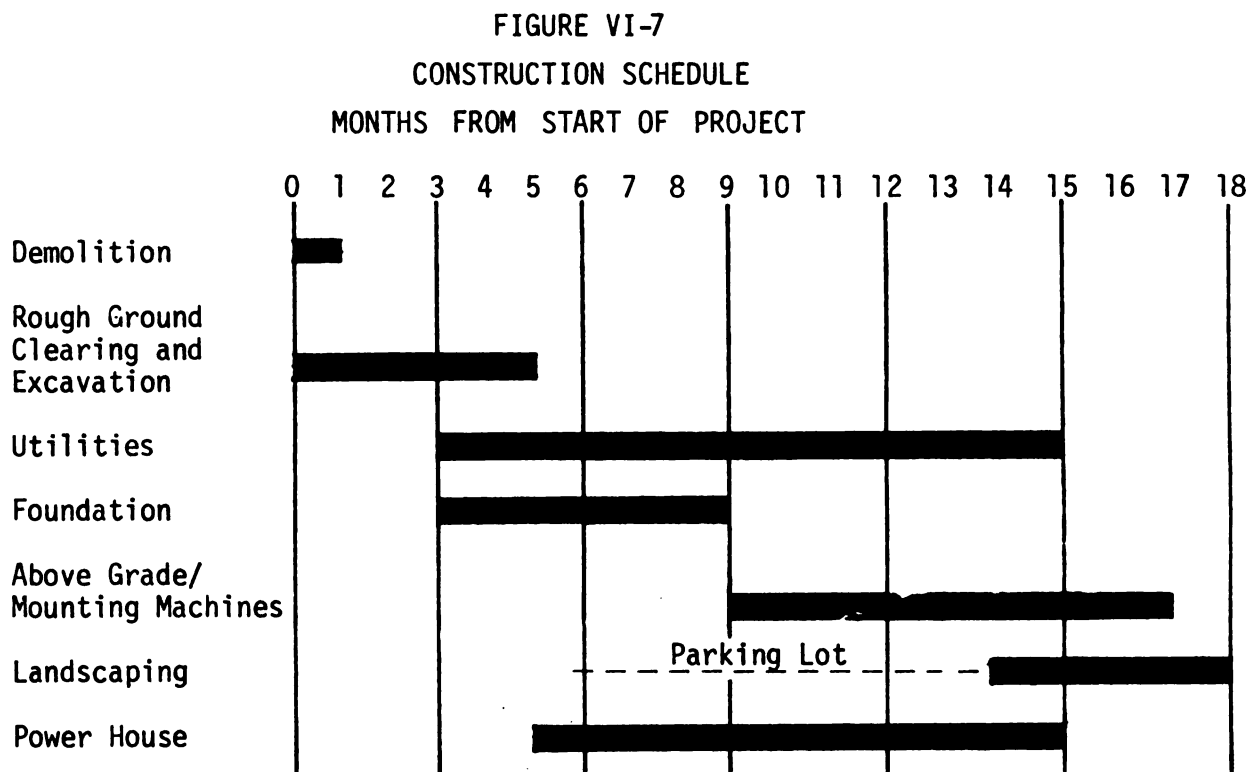 FIGURE VI-7
CONSTRUCTION SCHEDULE
MONTHS FROM START OF PROJECT
0 1 2 3 4 5 6 7 8 9 10 11 12 13 14 15 16 17 18
Demolition
Rough Ground
Clearing and
Excavation
Utilities
Foundation
Above Grade/
Mounting Machines
Parking Lot
Landscaping
Power House